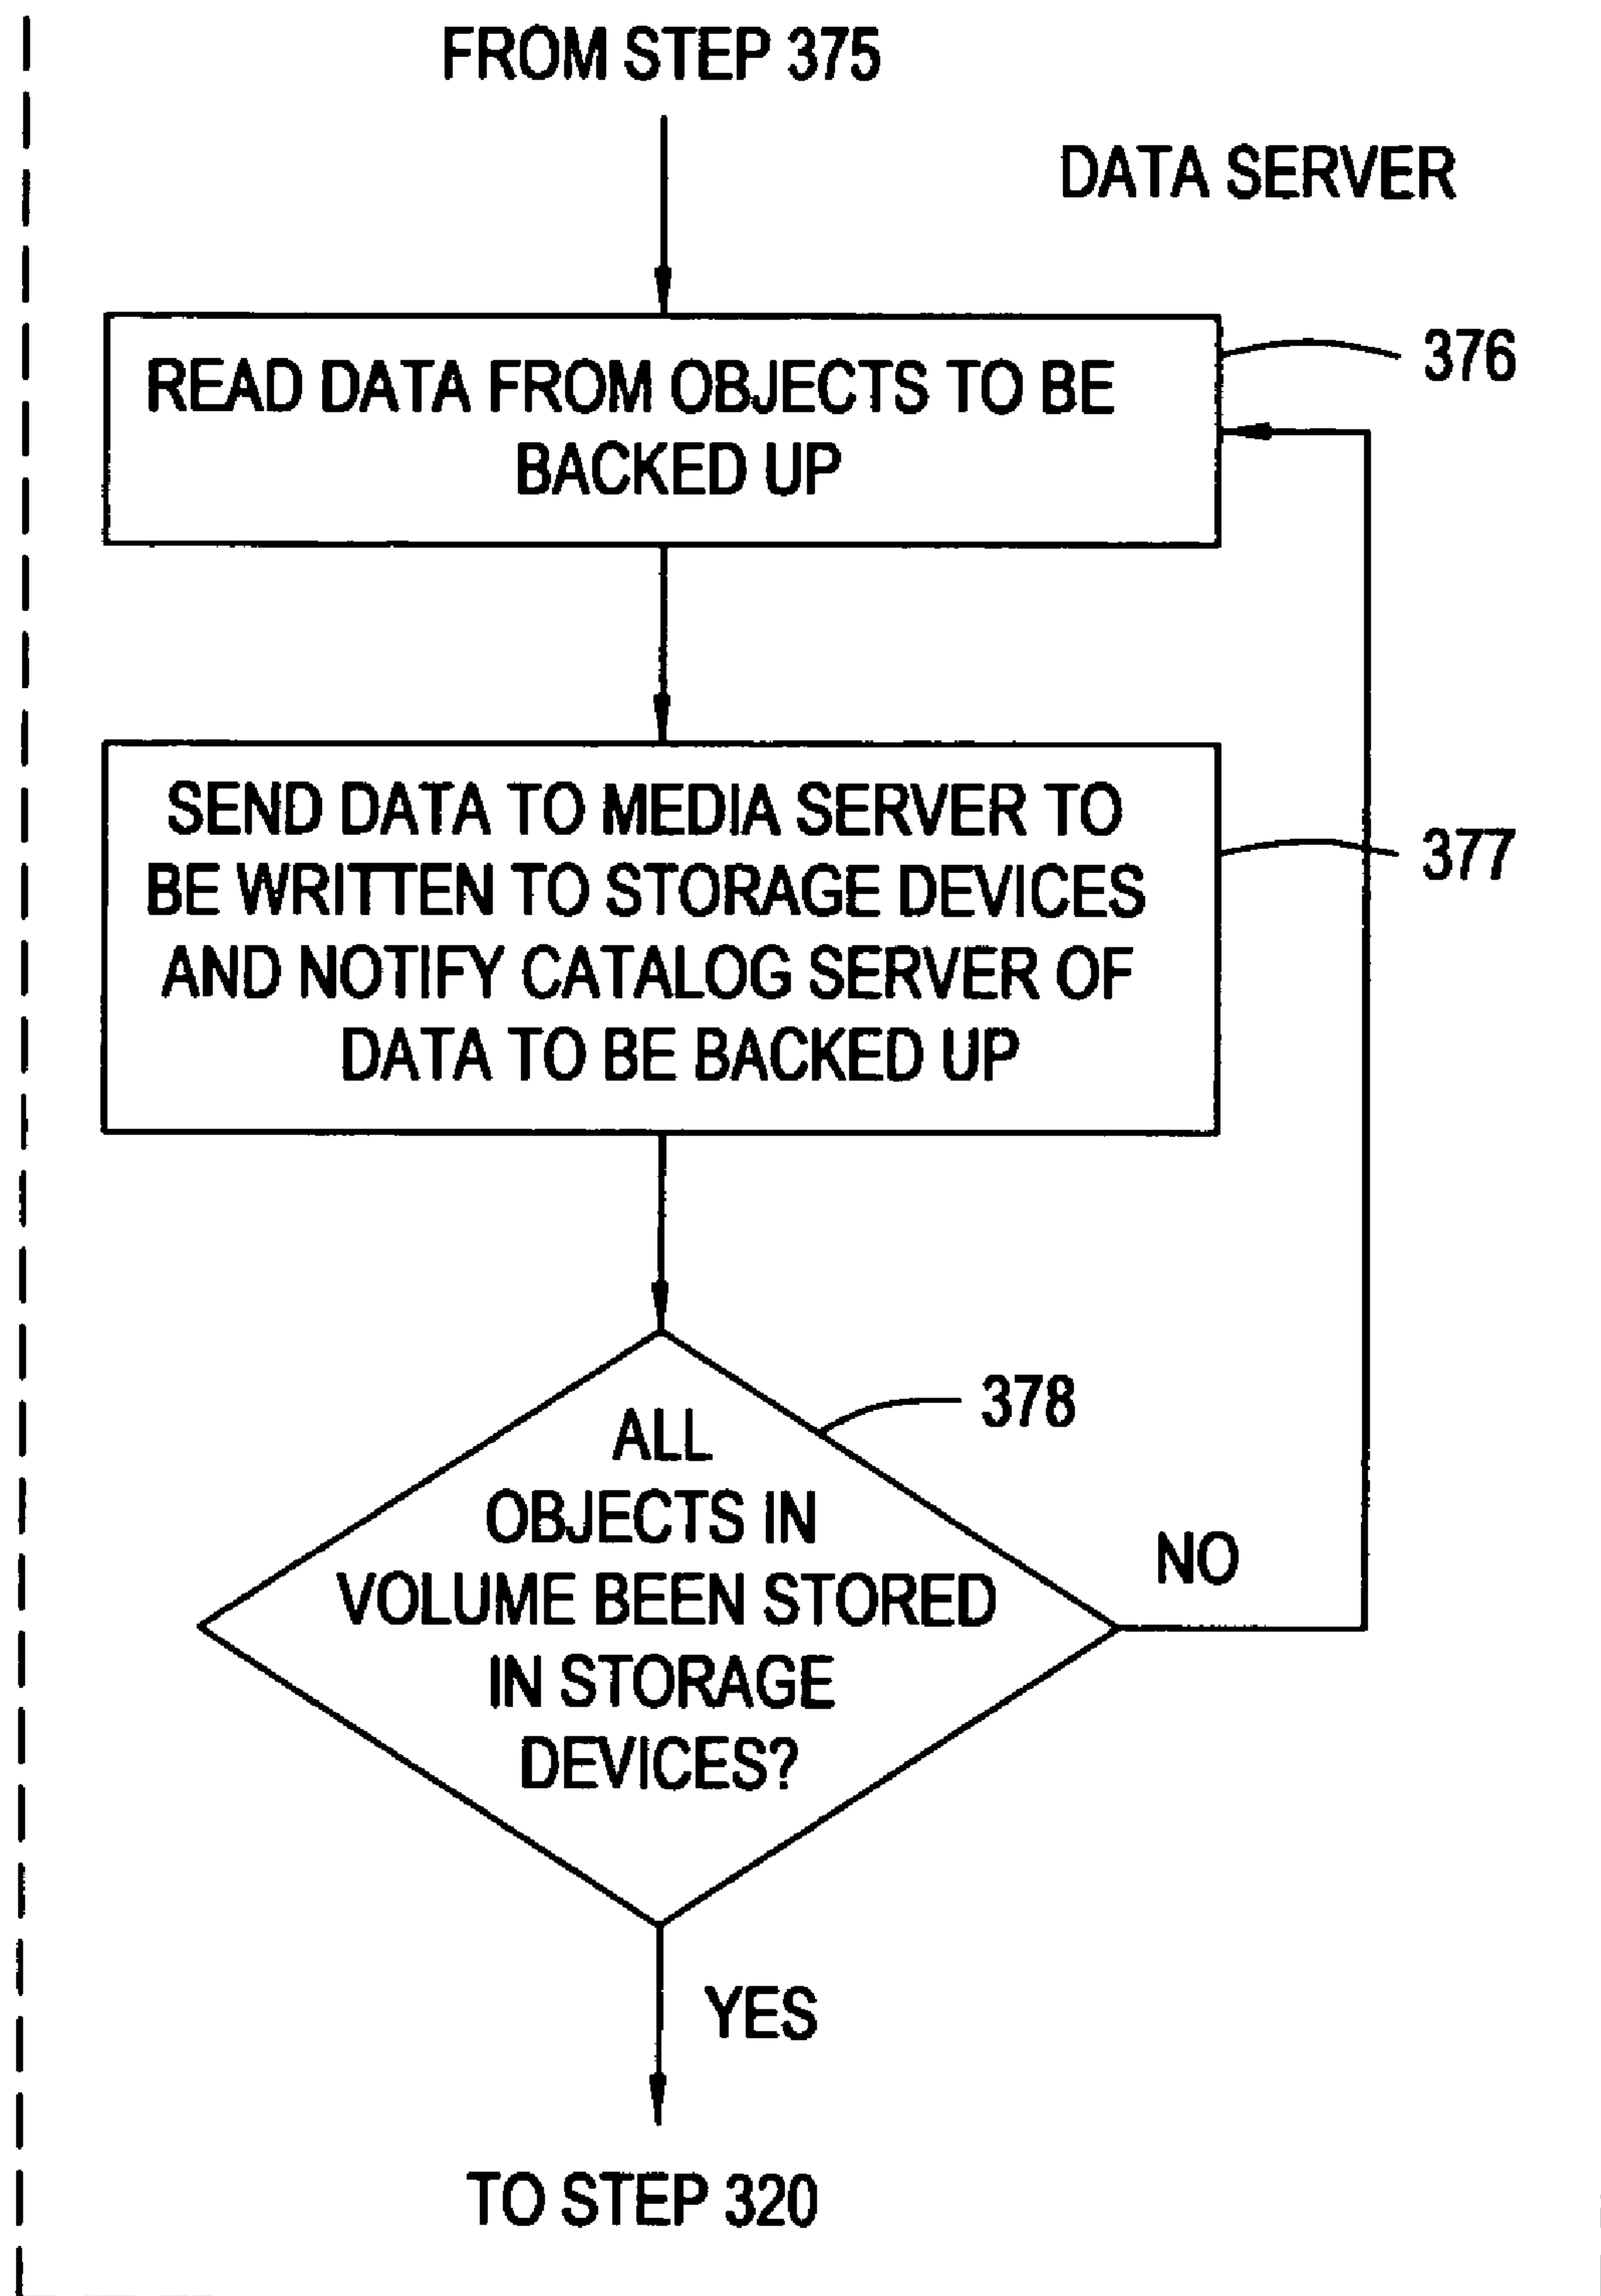 FROM STEP 375
DATA SERVER
READ DATA FROM OBJECTS TO BE
BACKED UP
376
SEND DATA TO MEDIA SERVER TO
BE WRITTEN TO STORAGE DEVICES
AND NOTIFY CATALOG SERVER OF
DATA TO BE BACKED UP
377
ALL
OBJECTS IN
VOLUME BEEN STORED
IN STORAGE
DEVICES?
378
NO
YES
TO STEP 320